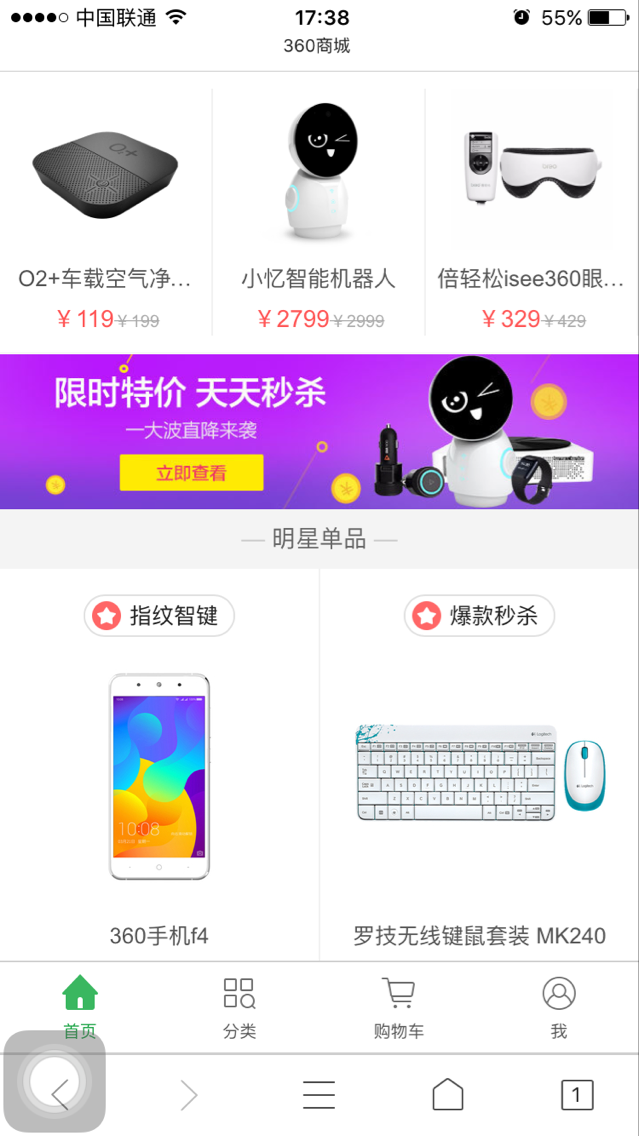 中国联通 17:38 55%
360商城
O2+
O2+车载空气净... 小忆智能机器人 倍轻松isee360眼...
￥119￥199 ￥2799￥2999 ￥329￥429
限时特价 天天秒杀
一大波直降来袭
立即查看
明星单品
指纹智键 爆款秒杀
Logitech
10:08
360手机f4 罗技无线键鼠套装 MK240
首页 分类 购物车 我
1